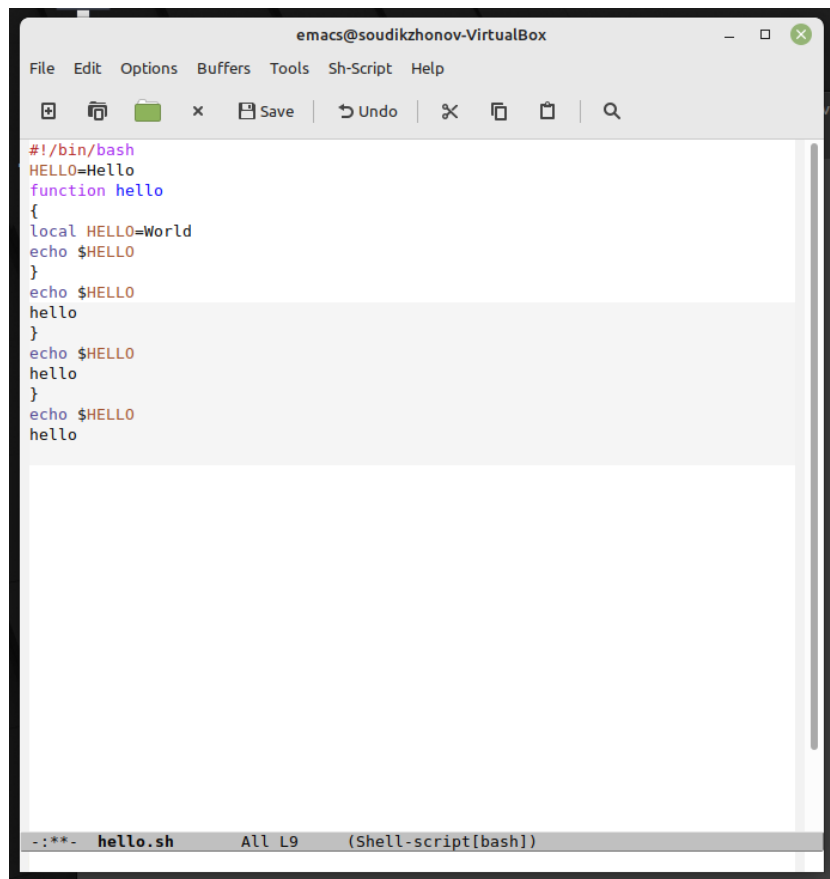 emacs@soudikzhonov-VirtualBox
File Edit Options Buffers Tools Sh-Script Help
Save Undo
#!/bin/bash
HELLO=Hello
function hello
{
local HELLO=World
echo $HELLO
}
echo $HELLO
hello
}
echo $HELLO
hello
}
echo $HELLO
hello
-:**- hello.sh All L9 (Shell-script[bash])